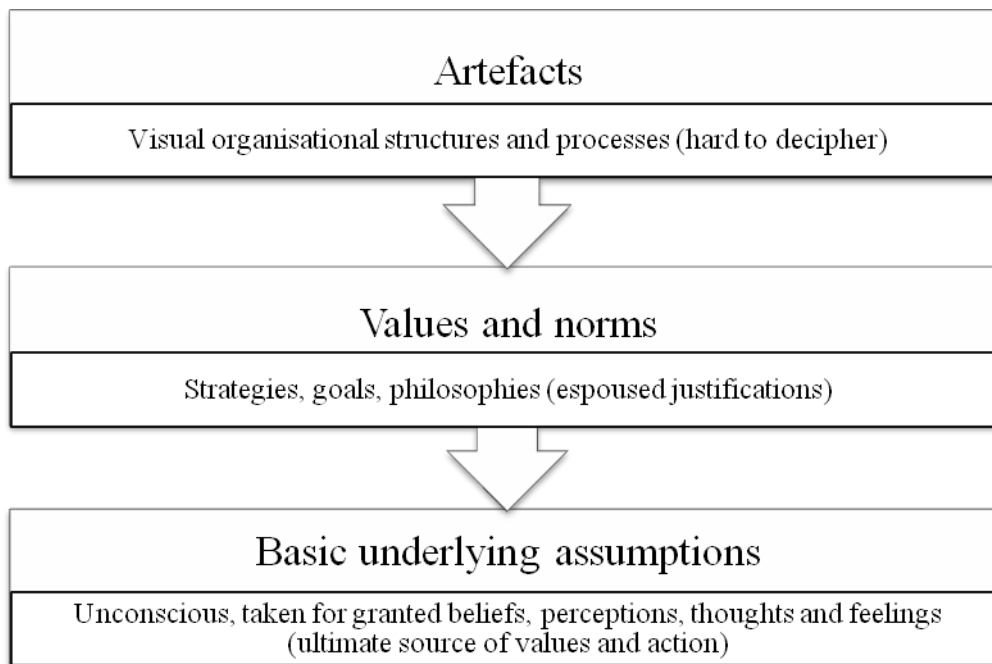 Artefacts
Visual organisational structures and processes (hard to decipher)
Values and norms
Strategies, goals, philosophies (espoused justifications)
Basic underlying assumptions
Unconscious, taken for granted beliefs, perceptions, thoughts and feelings
(ultimate source of values and action)